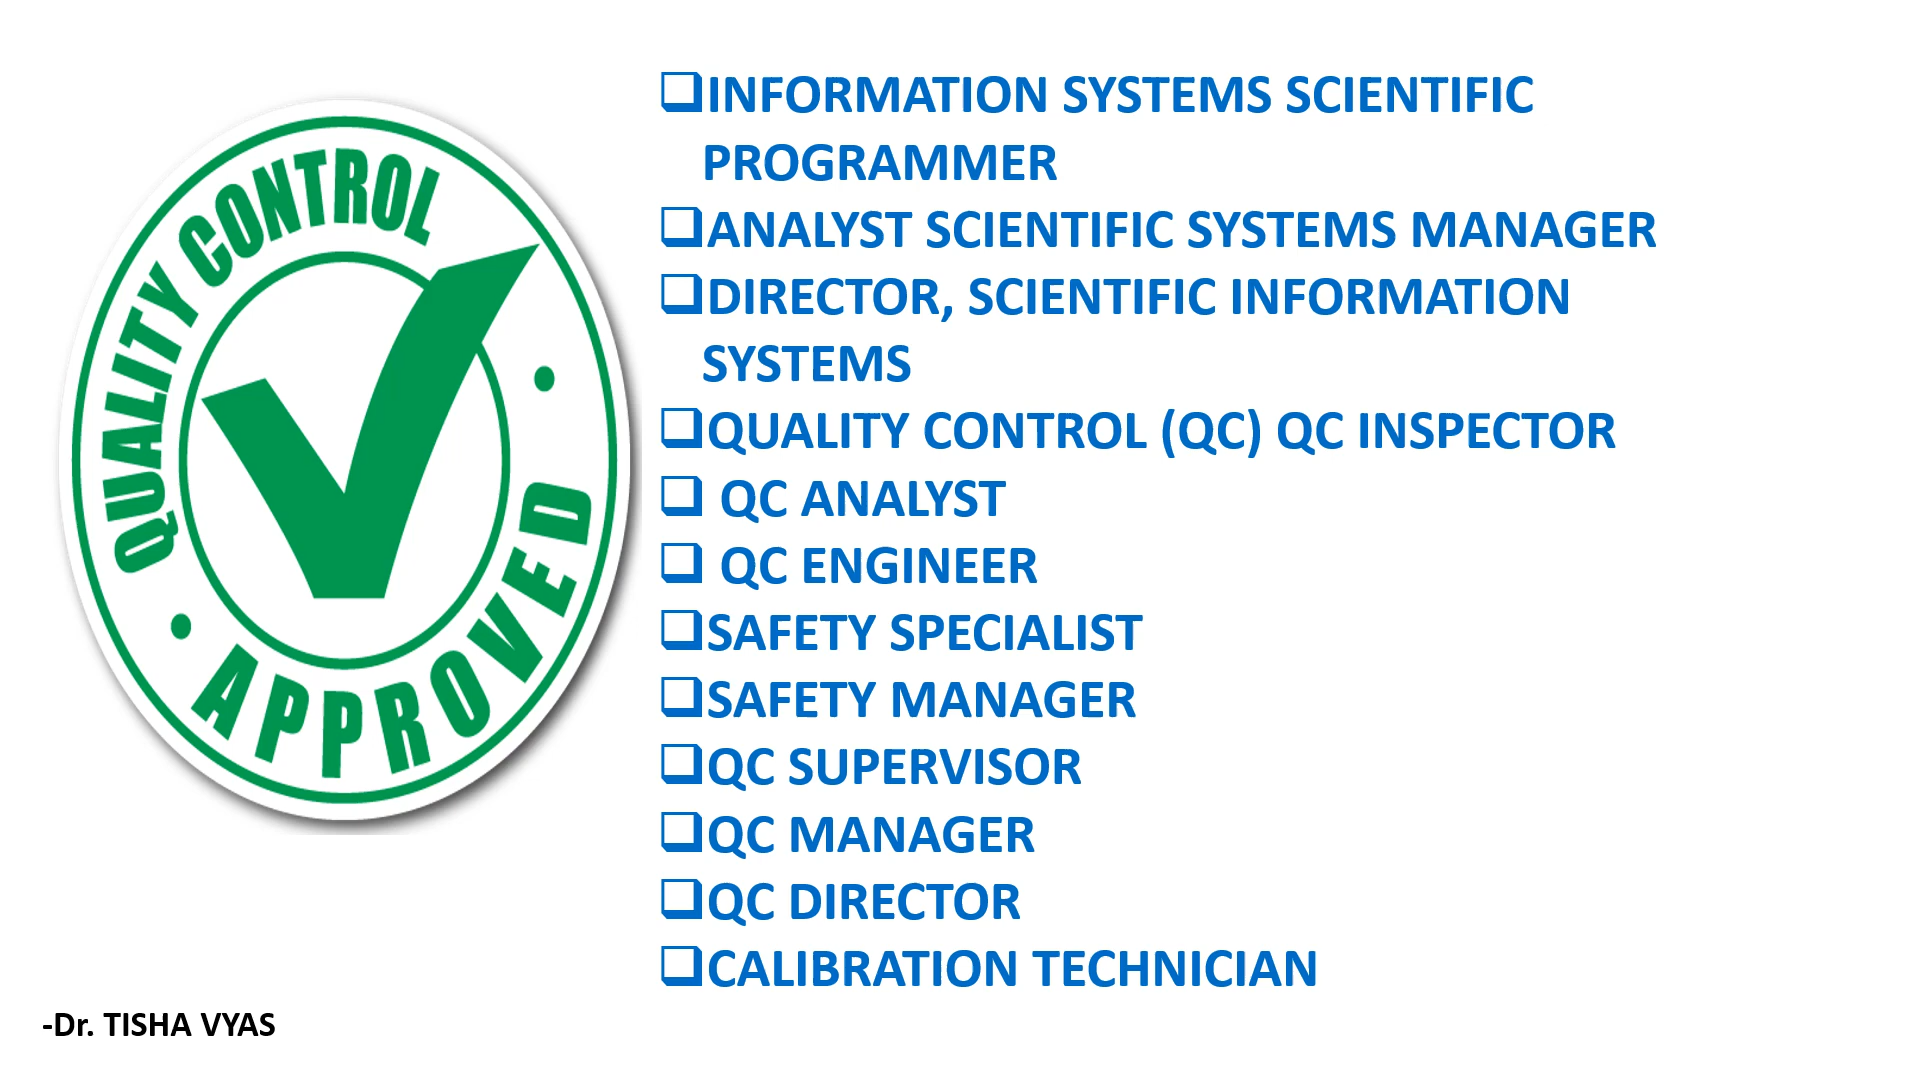 QUALITY CONTROL
APPROVED
❑INFORMATION SYSTEMS SCIENTIFIC
PROGRAMMER
❑ANALYST SCIENTIFIC SYSTEMS MANAGER
❑DIRECTOR, SCIENTIFIC INFORMATION
SYSTEMS
❑QUALITY CONTROL (QC) QC INSPECTOR
❑ QC ANALYST
❑ QC ENGINEER
❑SAFETY SPECIALIST
❑SAFETY MANAGER
❑QC SUPERVISOR
❑QC MANAGER
❑QC DIRECTOR
❑CALIBRATION TECHNICIAN
-Dr. TISHA VYAS